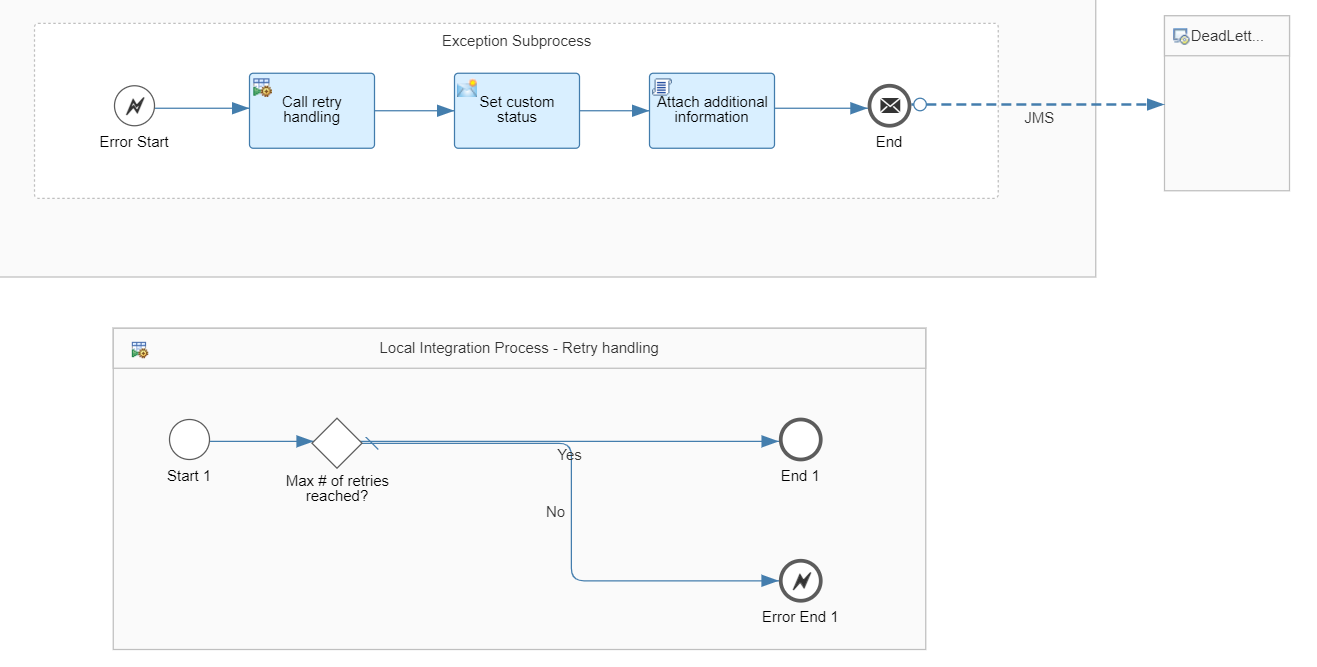 Exception Subprocess
DeadLett...
Call retry
handling
Set custom
status
Attach additional
information
Error Start
End
JMS
Local Integration Process - Retry handling
Start 1
Max # of retries
reached?
Yes
No
End 1
Error End 1